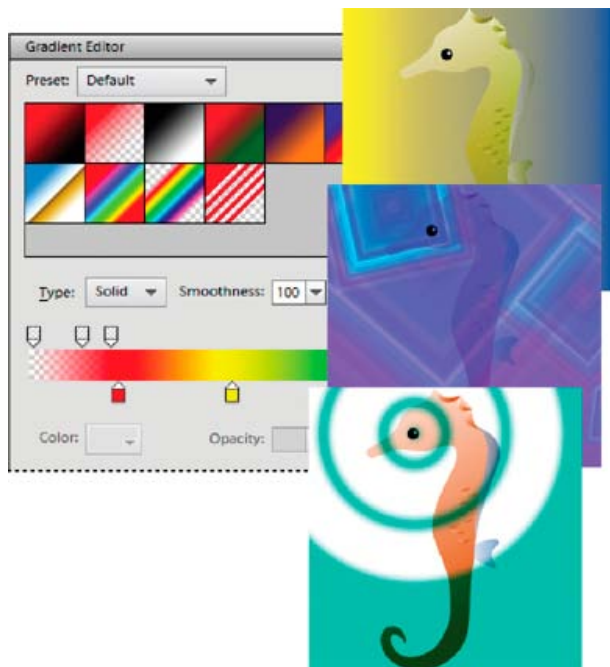 Gradient Editor
Preset: Default
Type: Solid Smoothness: 100
Color: Opacity: